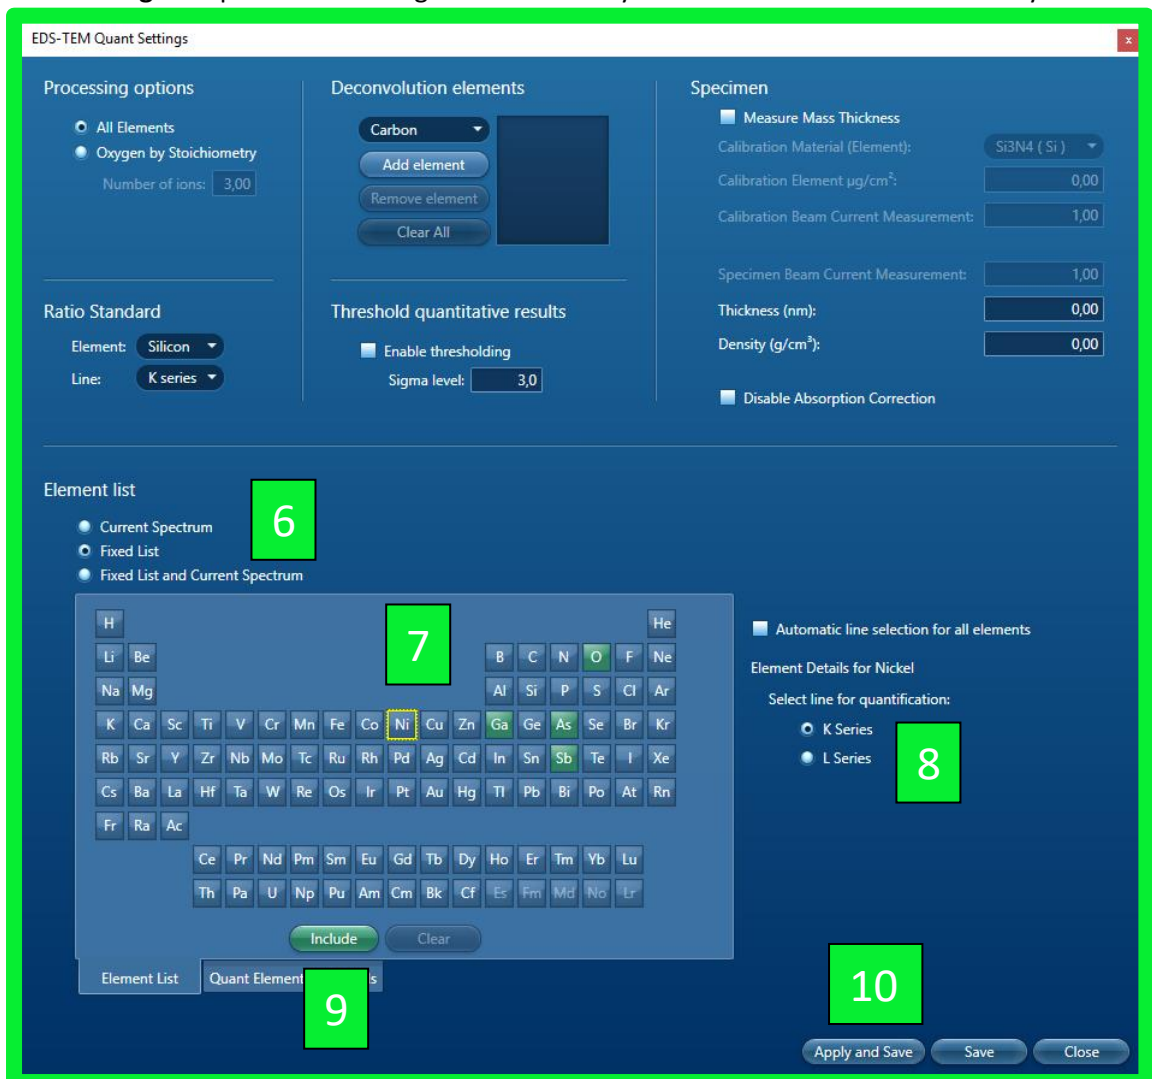 EDS-TEM Quant Settings
x
Processing options
All Elements
Oxygen by Stoichiometry
Number of ions: 3,00
Deconvolution elements
Carbon
Add element
Remove element
Clear All
Specimen
Measure Mass Thickness
Calibration Material (Element): Si3N4 ( Si )
Calibration Element µg/cm²: 0,00
Calibration Beam Current Measurement: 1,00
Specimen Beam Current Measurement: 1,00
Thickness (nm): 0,00
Density (g/cm³): 0,00
Disable Absorption Correction
Ratio Standard
Element: Silicon
Line: K series
Threshold quantitative results
Enable thresholding
Sigma level: 3,0
Element list
6
Current Spectrum
Fixed List
Fixed List and Current Spectrum
7
H He
Li Be B C N O F Ne
Na Mg Al Si P S Cl Ar
K Ca Sc Ti V Cr Mn Fe Co Ni Cu Zn Ga Ge As Se Br Kr
Rb Sr Y Zr Nb Mo Tc Ru Rh Pd Ag Cd In Sn Sb Te I Xe
Cs Ba La Hf Ta W Re Os Ir Pt Au Hg Tl Pb Bi Po At Rn
Fr Ra Ac
Ce Pr Nd Pm Sm Eu Gd Tb Dy Ho Er Tm Yb Lu
Th Pa U Np Pu Am Cm Bk Cf Es Fm Md No Lr
Include Clear
Element List Quant Elemen s
9
Automatic line selection for all elements
Element Details for Nickel
Select line for quantification:
K Series
L Series
8
10
Apply and Save Save Close